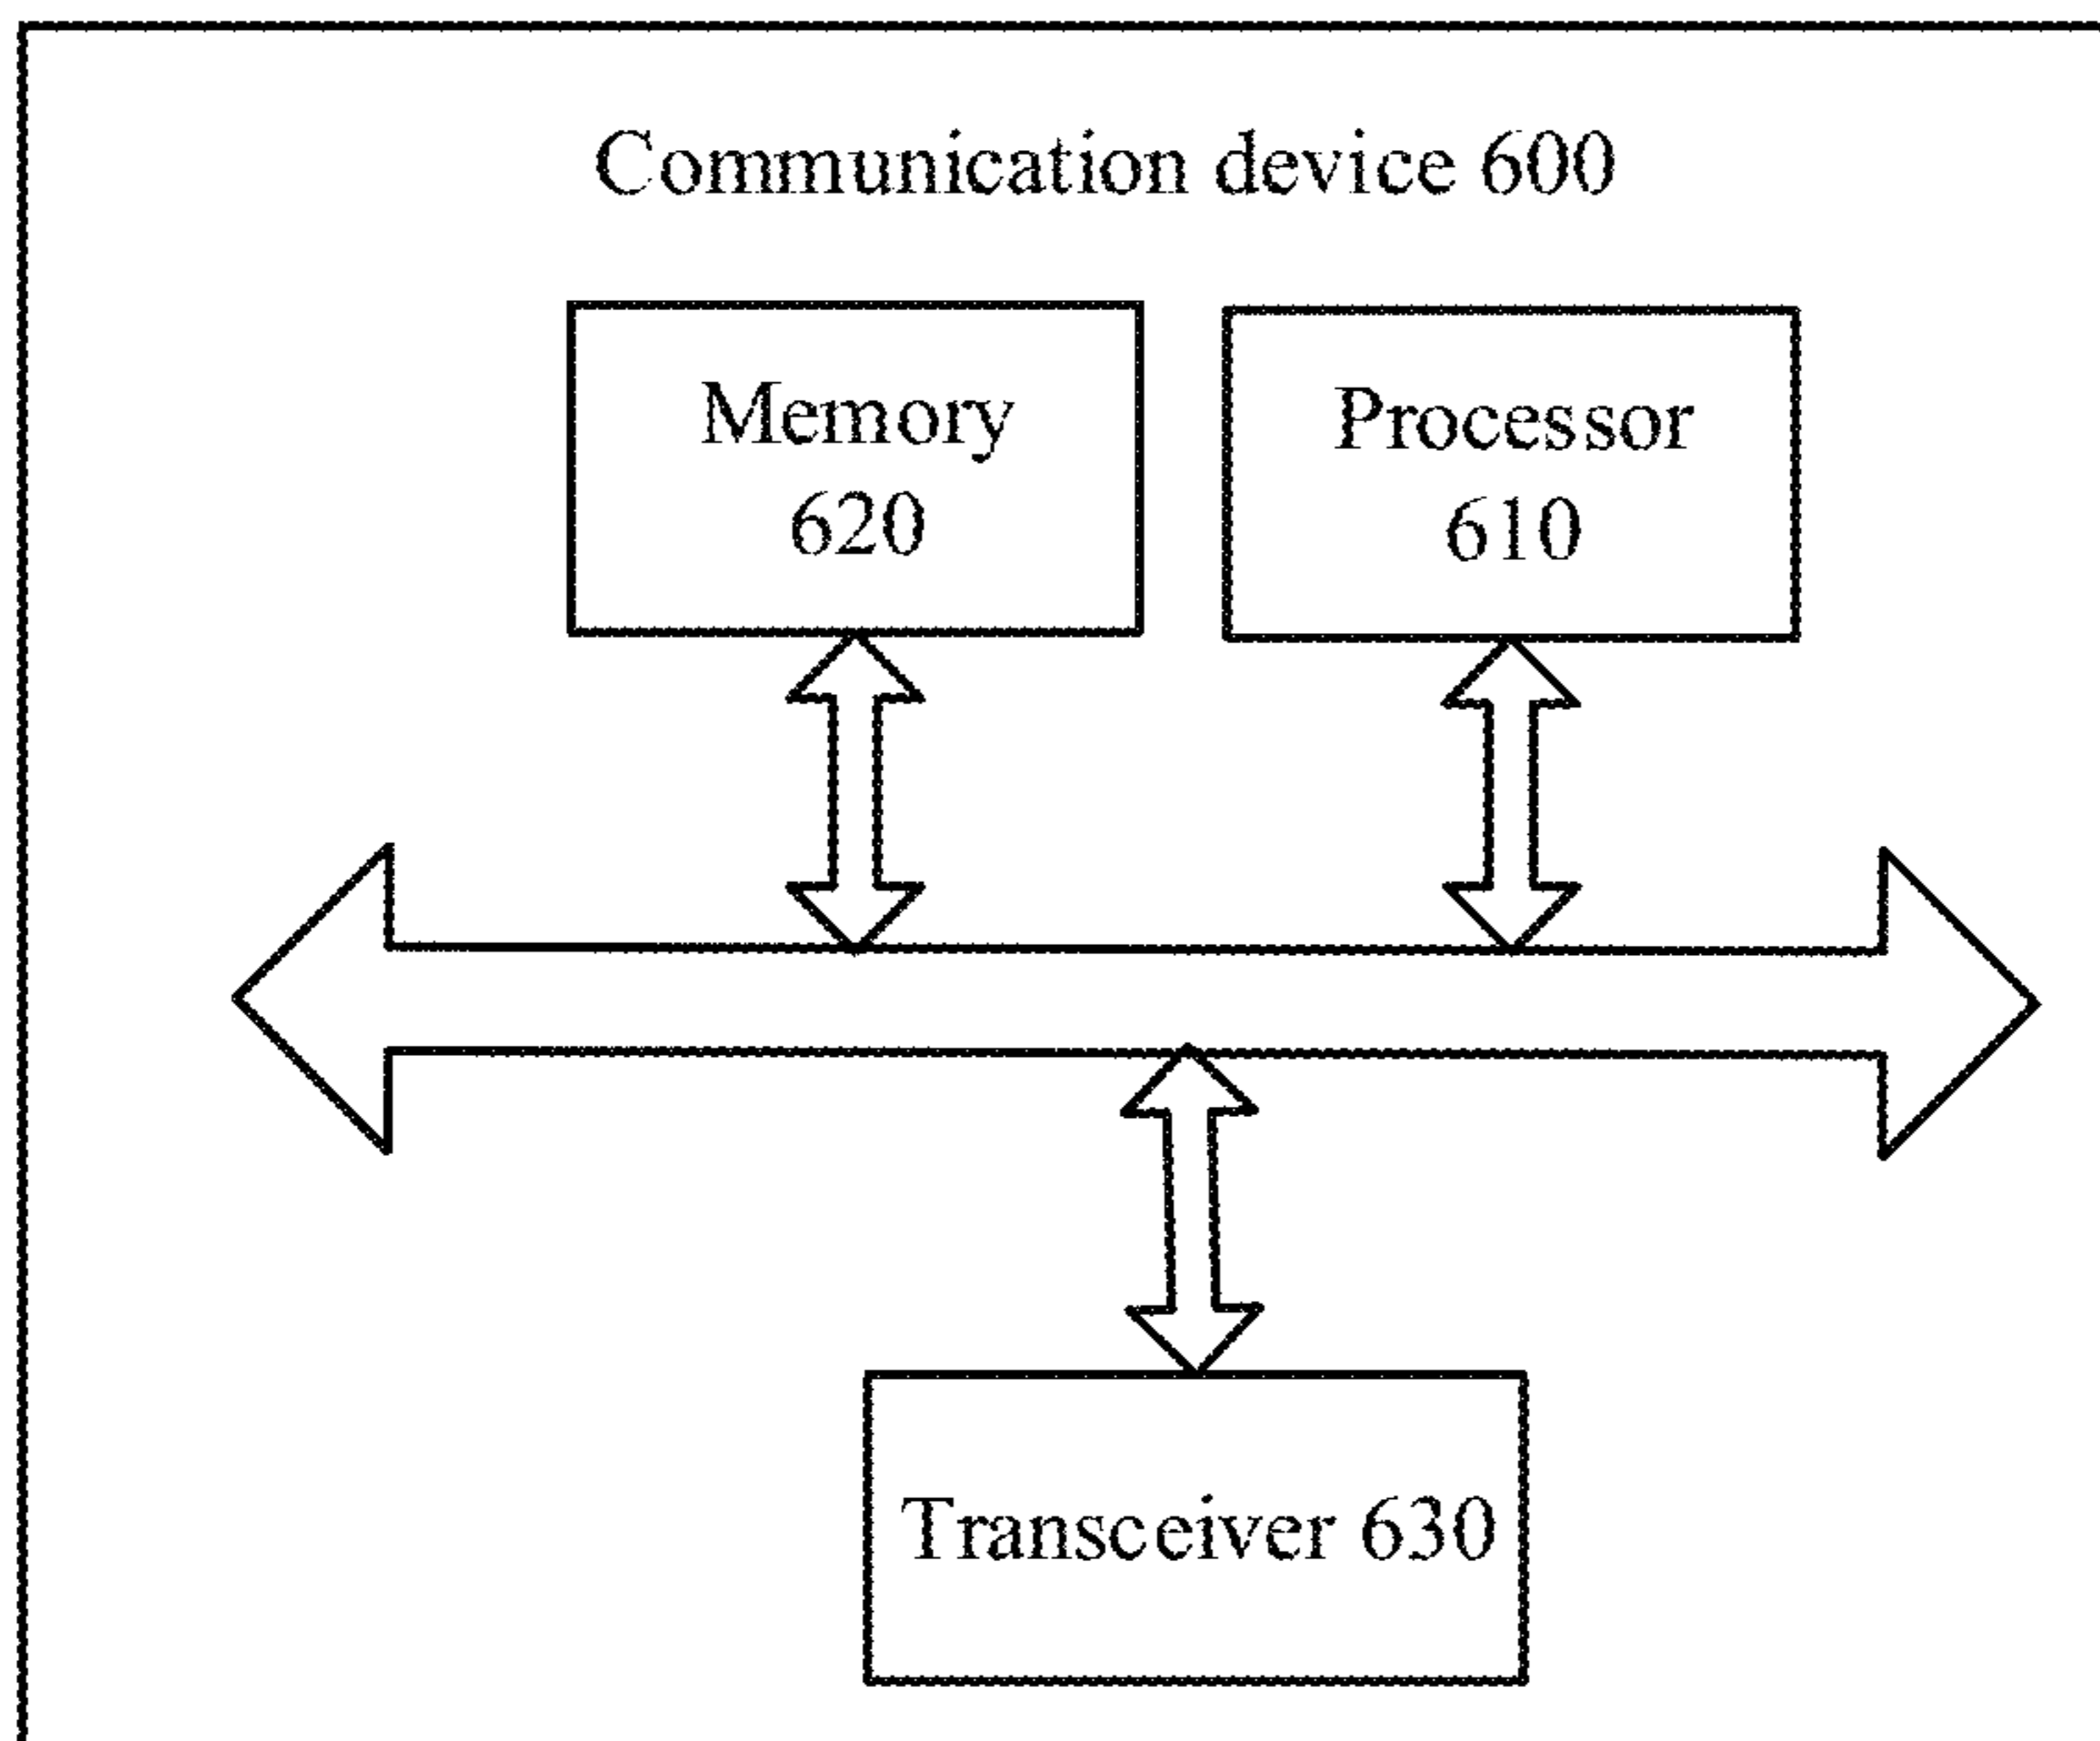 Communication device 600
Memory
620
Processor
610
Transceiver 630